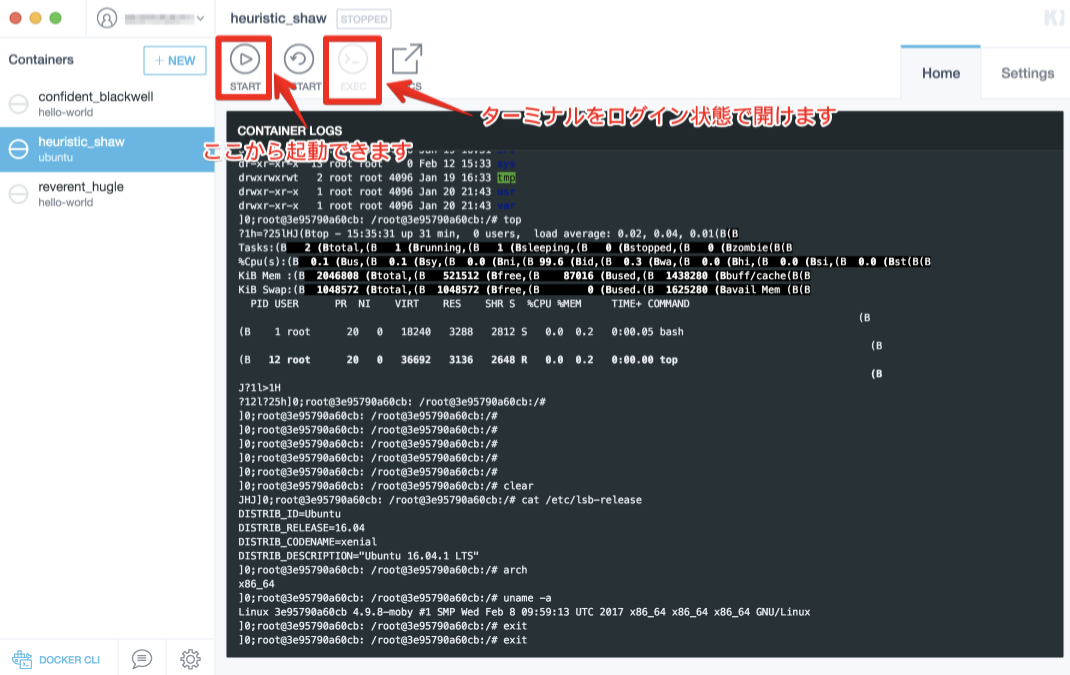 heuristic_shaw STOPPED
Containers
+ NEW
confident_blackwell
hello-world
heuristic_shaw
ubuntu
reverent_hugle
hello-world
START
START
EXEC
Home
Settings
ターミナルをログイン状態で開けます
ここから起動できます
CONTAINER LOGS
dr-xr-xr-x 13 root root 0 Feb 12 15:33 sys
drwxrwxrwt 2 root root 4096 Jan 19 16:33 tmp
drwxr-xr-x 1 root root 4096 Jan 20 21:43 usr
drwxr-xr-x 1 root root 4096 Jan 20 21:43 var
]0;root@3e95790a60cb: /root@3e95790a60cb:/# top
?1h=?25lHJ(Btop - 15:35:31 up 31 min, 0 users, load average: 0.02, 0.04, 0.01(B(B
Tasks:(B 2 (Btotal,(B 1 (Brunning,(B 1 (Bsleeping,(B 0 (Bstopped,(B 0 (Bzombie(B(B
%Cpu(s):(B 0.1 (Bus,(B 0.1 (Bsy,(B 0.0 (Bni,(B 99.6 (Bid,(B 0.3 (Bwa,(B 0.0 (Bhi,(B 0.0 (Bsi,(B 0.0 (Bst(B(B
KiB Mem :(B 2046808 (Btotal,(B 521512 (Bfree,(B 87016 (Bused,(B 1438280 (Bbuff/cache(B(B
KiB Swap:(B 1048572 (Btotal,(B 1048572 (Bfree,(B 0 (Bused.(B 1625280 (Bavail Mem (B(B
PID USER PR NI VIRT RES SHR S %CPU %MEM TIME+ COMMAND
(B
(B 1 root 20 0 18240 3288 2812 S 0.0 0.2 0:00.05 bash
(B
(B 12 root 20 0 36692 3136 2648 R 0.0 0.2 0:00.00 top
(B
J?1l>1H
?12l?25h]0;root@3e95790a60cb: /root@3e95790a60cb:/#
]0;root@3e95790a60cb: /root@3e95790a60cb:/#
]0;root@3e95790a60cb: /root@3e95790a60cb:/#
]0;root@3e95790a60cb: /root@3e95790a60cb:/#
]0;root@3e95790a60cb: /root@3e95790a60cb:/#
]0;root@3e95790a60cb: /root@3e95790a60cb:/#
]0;root@3e95790a60cb: /root@3e95790a60cb:/# clear
JHJ]0;root@3e95790a60cb: /root@3e95790a60cb:/# cat /etc/lsb-release
DISTRIB_ID=Ubuntu
DISTRIB_RELEASE=16.04
DISTRIB_CODENAME=xenial
DISTRIB_DESCRIPTION="Ubuntu 16.04.1 LTS"
]0;root@3e95790a60cb: /root@3e95790a60cb:/# arch
x86_64
]0;root@3e95790a60cb: /root@3e95790a60cb:/# uname -a
Linux 3e95790a60cb 4.9.8-moby #1 SMP Wed Feb 8 09:59:13 UTC 2017 x86_64 x86_64 x86_64 GNU/Linux
]0;root@3e95790a60cb: /root@3e95790a60cb:/# exit
]0;root@3e95790a60cb: /root@3e95790a60cb:/# exit
DOCKER CLI